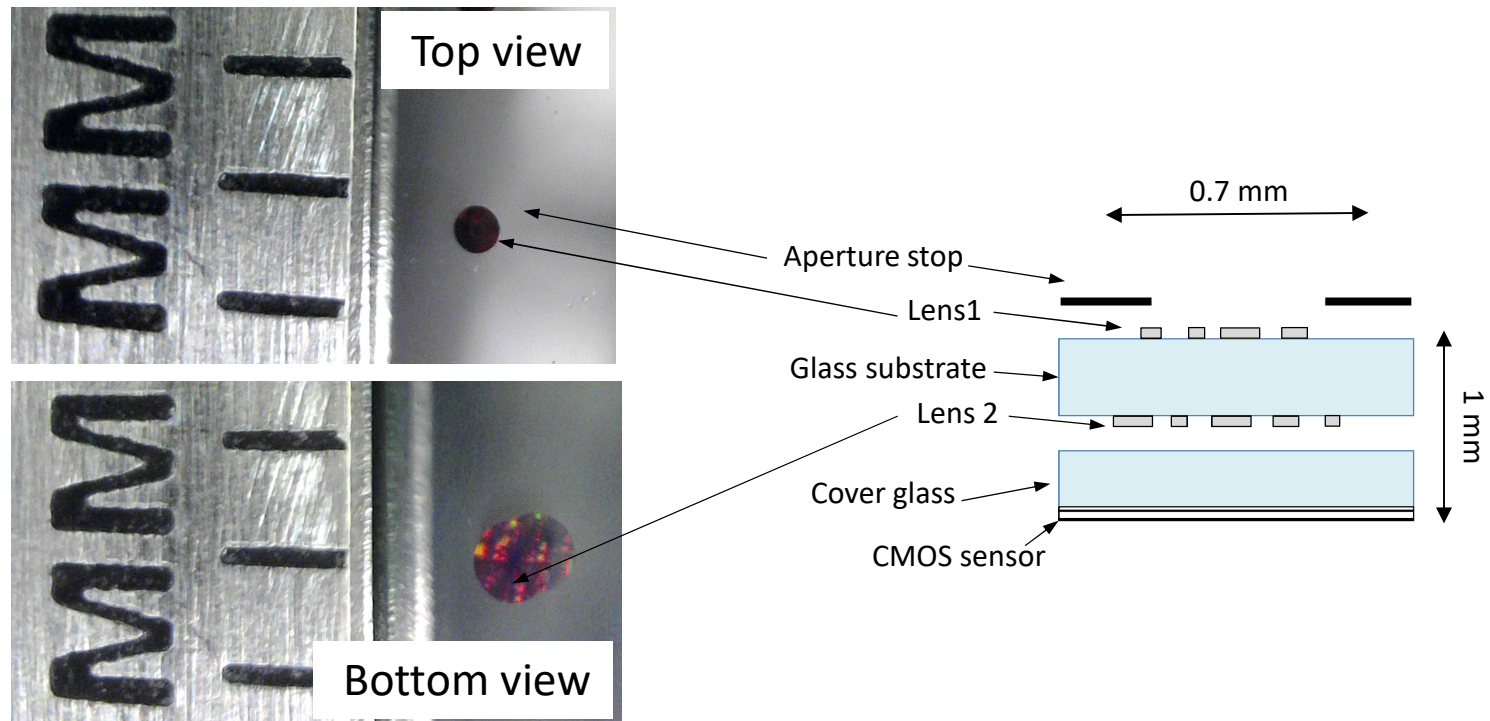 Top view
MM
0.7 mm
Aperture stop
Lens1
Glass substrate
Lens 2
1 mm
Cover glass
CMOS sensor
MM
Bottom view